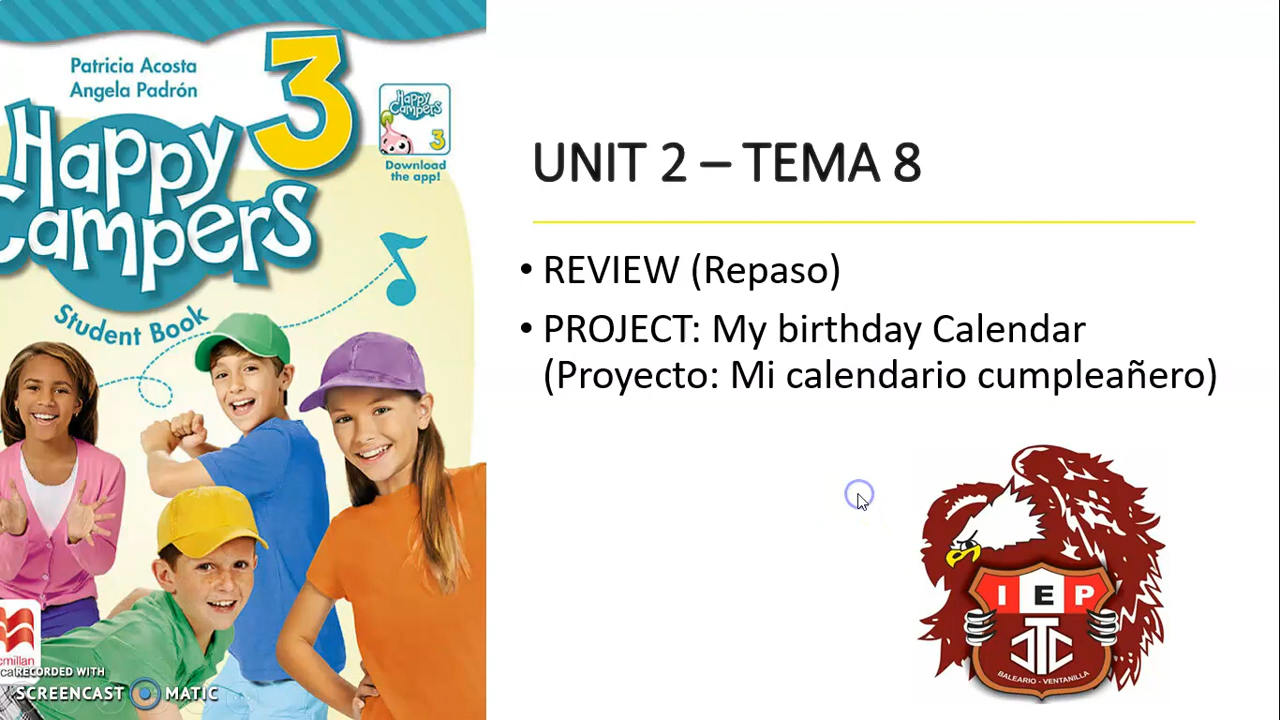 Patricia Acosta
Angela Padrón
3
Happy
Campers
Happy
Campers
3
Download
the app!
Student Book
UNIT 2 – TEMA 8
• REVIEW (Repaso)
• PROJECT: My birthday Calendar
(Proyecto: Mi calendario cumpleañero)
I E P
BALEARIO - VENTANILLA
RECORDED WITH
SCREENCAST MATIC